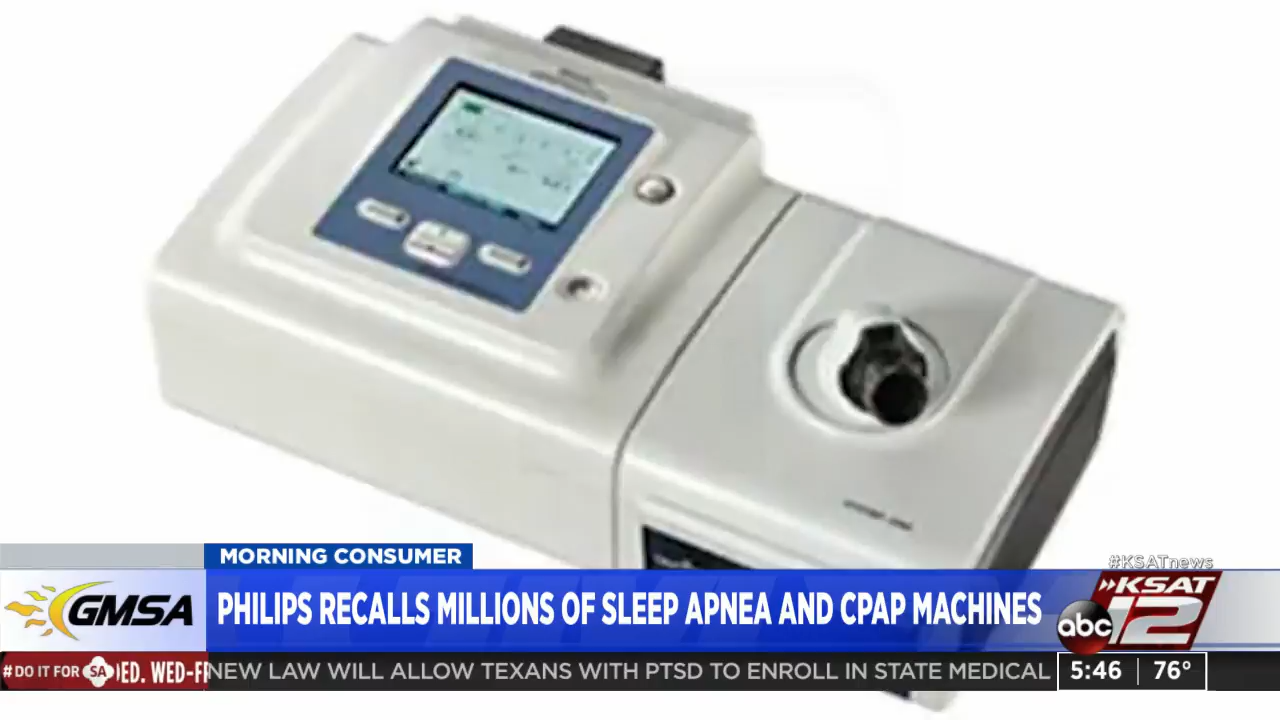 MORNING CONSUMER
#KSATnews
GMSA
PHILIPS RECALLS MILLIONS OF SLEEP APNEA AND CPAP MACHINES
»KSAT
abc 12
#DO IT FOR SA
ED. WED-FR
NEW LAW WILL ALLOW TEXANS WITH PTSD TO ENROLL IN STATE MEDICAL
5:46 76°